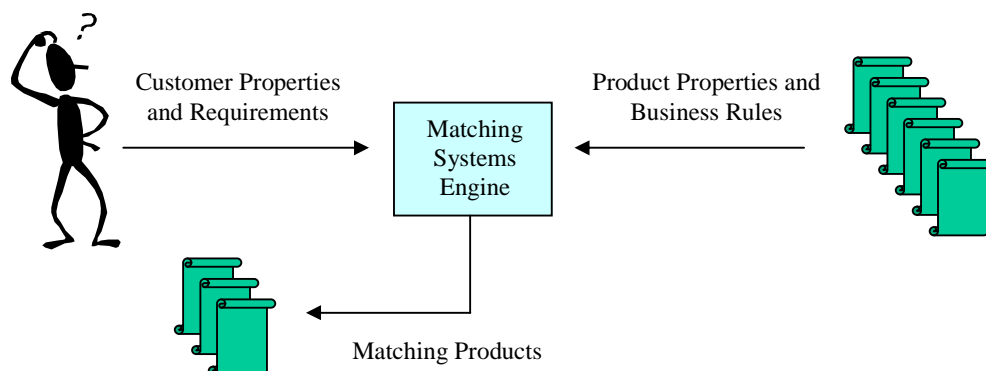 ?
Customer Properties
and Requirements
Product Properties and
Business Rules
Matching
Systems
Engine
Matching Products